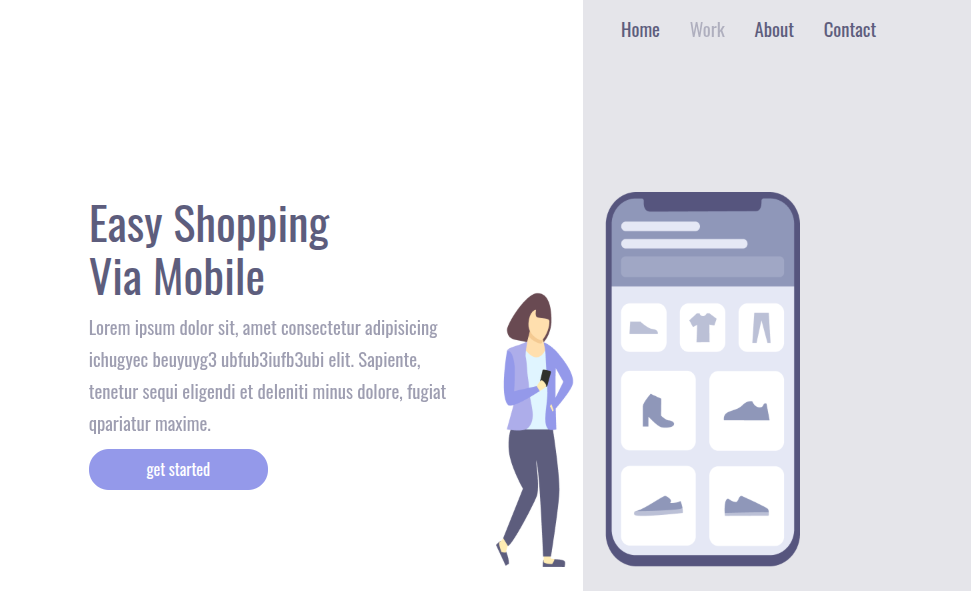 Home Work About Contact
Easy Shopping
Via Mobile
Lorem ipsum dolor sit, amet consectetur adipisicing
ichugyec beuyuyg3 ubfub3iufb3ubi elit. Sapiente,
tenetur sequi eligendi et deleniti minus dolore, fugiat
qpariatur maxime.
get started